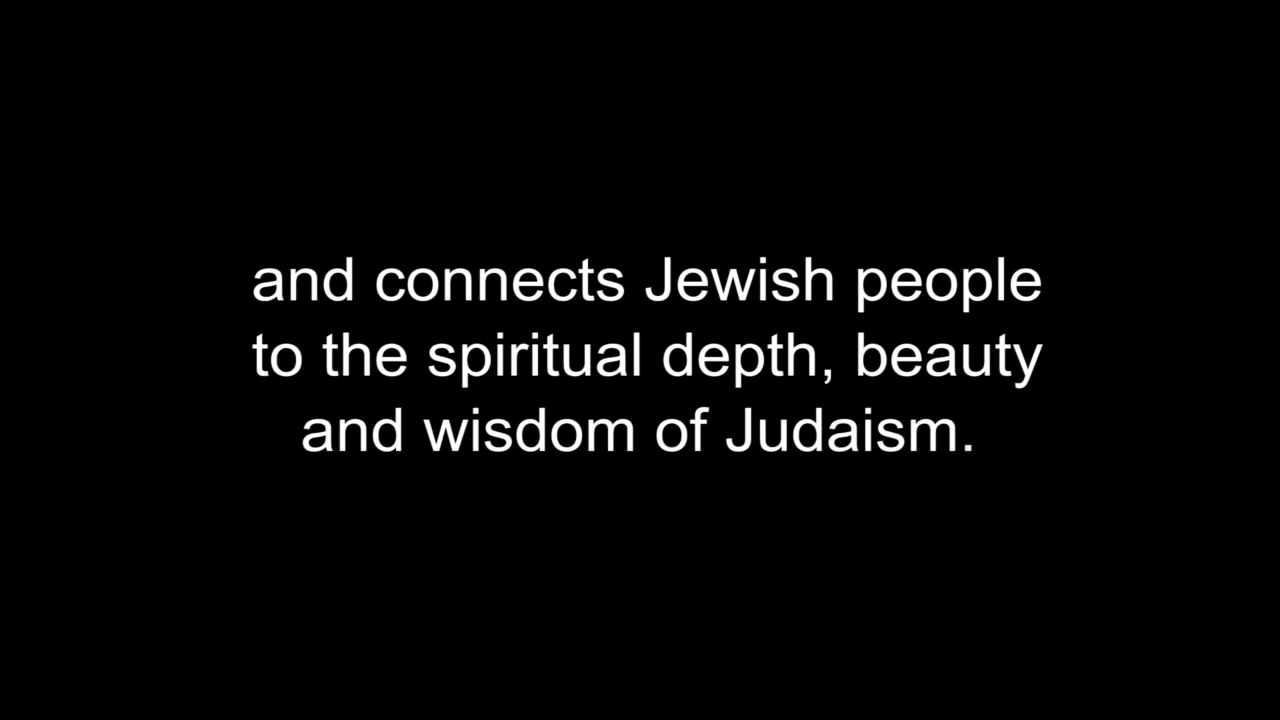 and connects Jewish people
to the spiritual depth, beauty
and wisdom of Judaism.